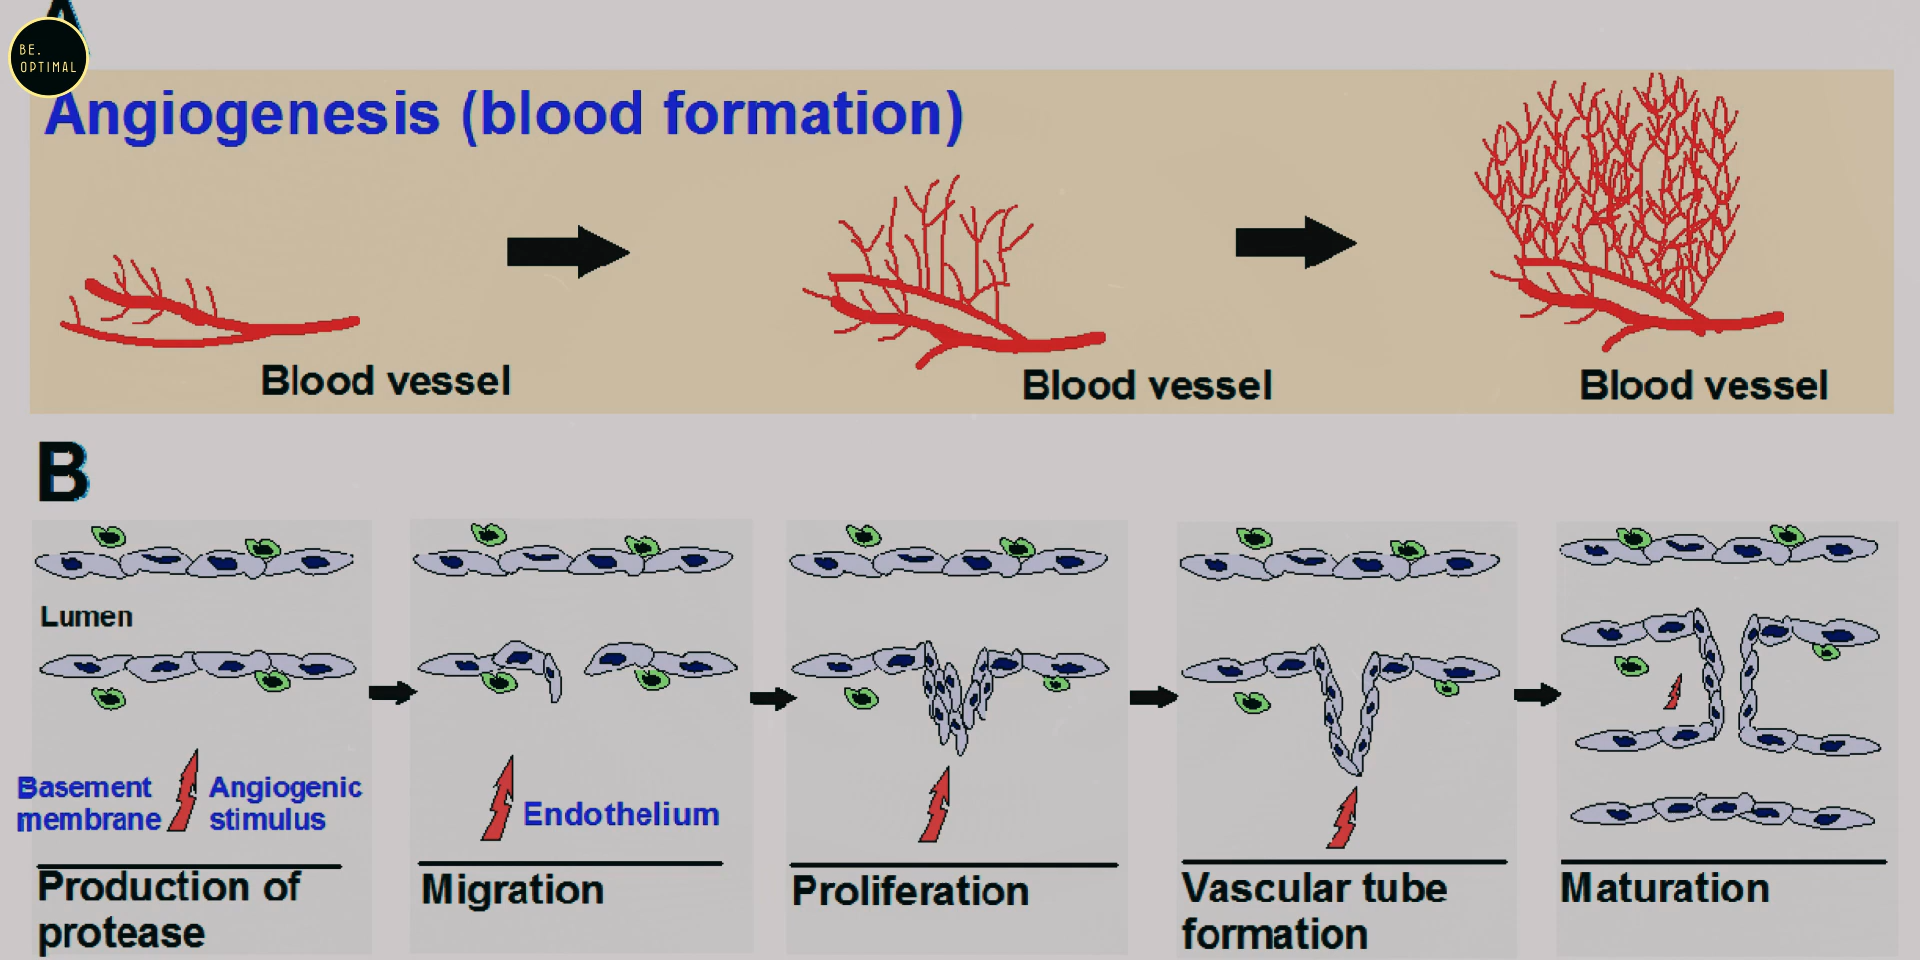 A
BE.
OPTIMAL
Angiogenesis (blood formation)
Blood vessel
Blood vessel
Blood vessel
B
Lumen
Basement
membrane
Angiogenic
stimulus
Endothelium
Production of
protease
Migration
Proliferation
Vascular tube
formation
Maturation